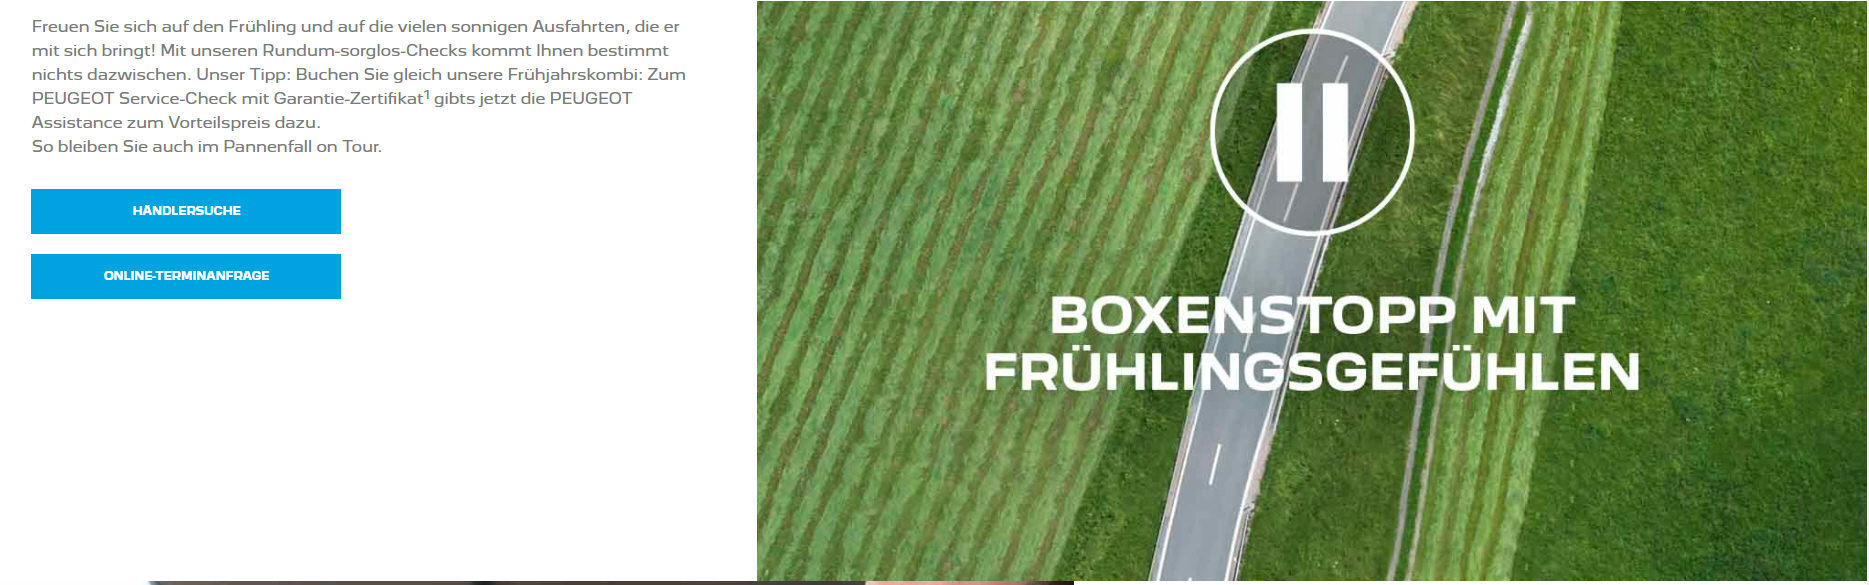 Freuen Sie sich auf den Frühling und auf die vielen sonnigen Ausfahrten, die er
mit sich bringt! Mit unseren Rundum-sorglos-Checks kommt Ihnen bestimmt
nichts dazwischen. Unser Tipp: Buchen Sie gleich unsere Frühjahrskombi: Zum
PEUGEOT Service-Check mit Garantie-Zertifikat¹ gibts jetzt die PEUGEOT
Assistance zum Vorteilspreis dazu.
So bleiben Sie auch im Pannenfall on Tour.
HÄNDLERSUCHE
ONLINE-TERMINANFRAGE
BOXENSTOPP MIT
FRÜHLINGSGEFÜHLEN